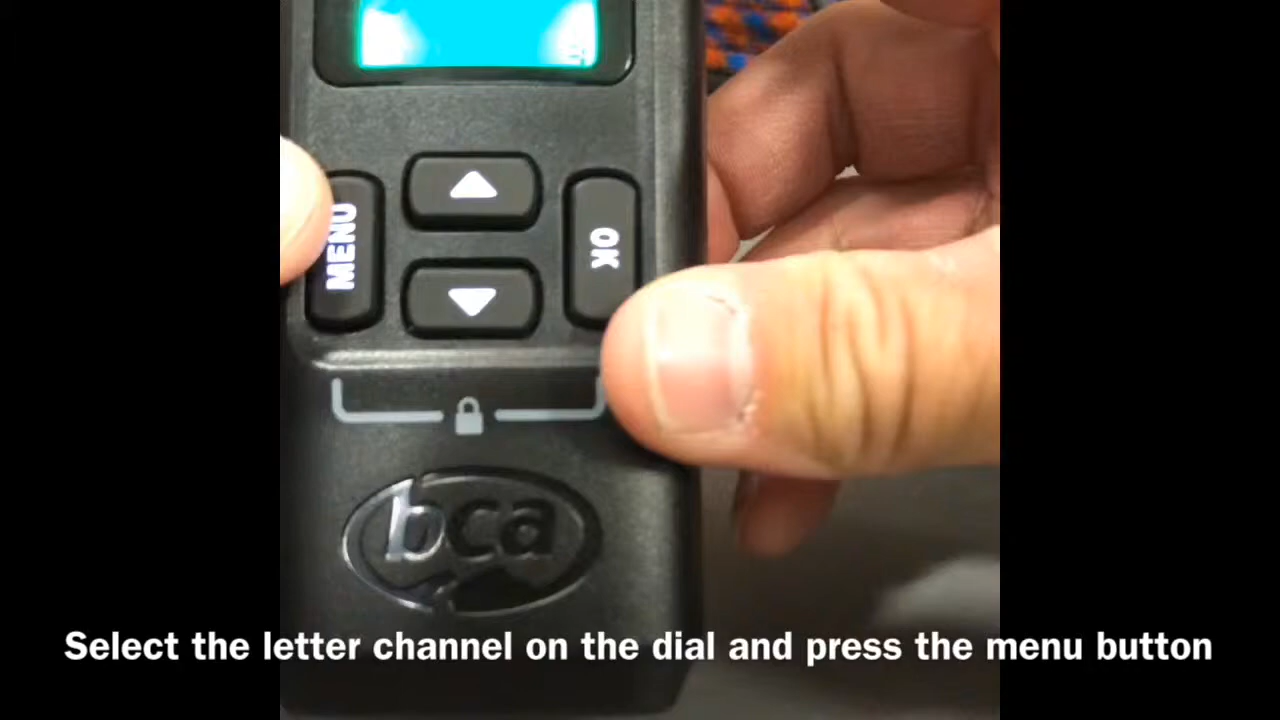 MENU
OK
bca
Select the letter channel on the dial and press the menu button